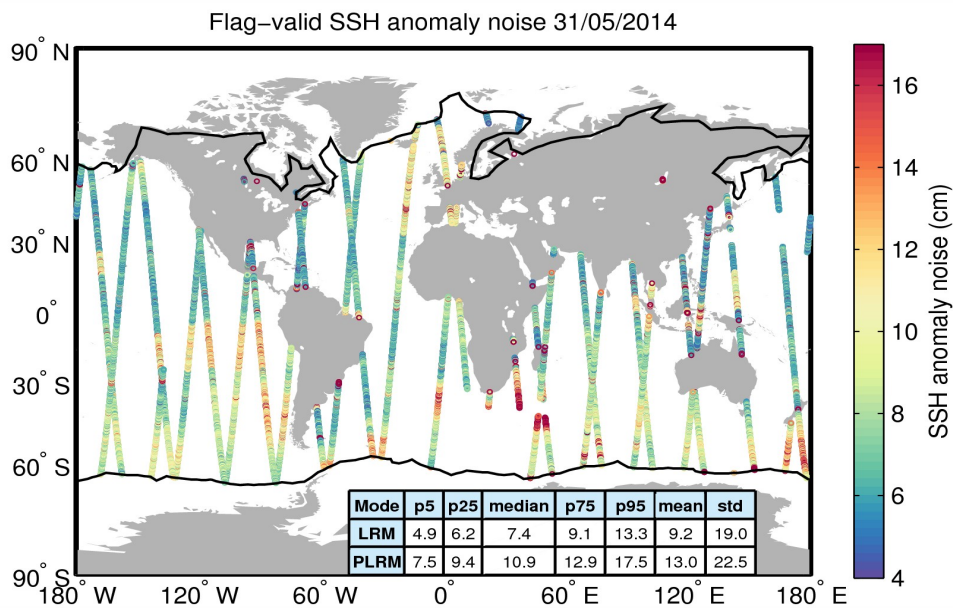 Flag−valid SSH anomaly noise 31/05/2014
90° N
60° N
30° N
0°
30° S
60° S
90° S
180° W 120° W 60° W 0° 60° E 120° E 180° E
Mode p5 p25 median p75 p95 mean std
LRM 4.9 6.2 7.4 9.1 13.3 9.2 19.0
PLRM 7.5 9.4 10.9 12.9 17.5 13.0 22.5
16
14
12
10
8
6
4
SSH anomaly noise (cm)